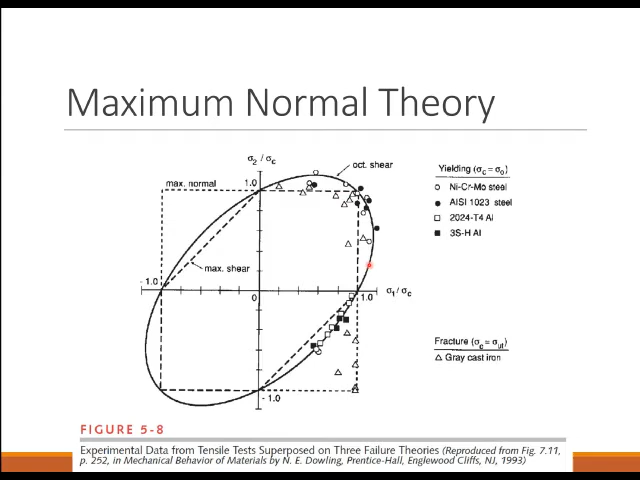 Maximum Normal Theory
σ₂ / σ_c
oct. shear
Yielding (σ_c = σ_o)
max. normal
1.0
Ni-Cr-Mo steel
AISI 1023 steel
2024-T4 Al
3S-H Al
max. shear
- 1.0
0
1.0
σ₁ / σ_c
Fracture (σ_c = σ_ut)
Gray cast iron
- 1.0
FIGURE 5-8
Experimental Data from Tensile Tests Superposed on Three Failure Theories (Reproduced from Fig. 7.11,
p. 252, in Mechanical Behavior of Materials by N. E. Dowling, Prentice-Hall, Englewood Cliffs, NJ, 1993)